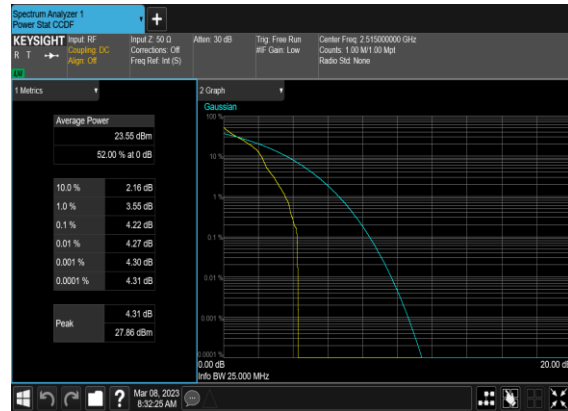 Spectrum Analyzer 1
Power Stat CCDF
KEYSIGHT
R T
LXI
Input: RF
Coupling: DC
Align: Off
Input Z: 50 Ω
Corrections: Off
Freq Ref: Int (S)
Atten: 30 dB
Trig: Free Run
#IF Gain: Low
Center Freq: 2.515000000 GHz
Counts: 1.00 M/1.00 Mpt
Radio Std: None
1 Metrics
Average Power
23.55 dBm
52.00 % at 0 dB
10.0 % 2.16 dB
1.0 % 3.55 dB
0.1 % 4.22 dB
0.01 % 4.27 dB
0.001 % 4.30 dB
0.0001 % 4.31 dB
Peak
4.31 dB
27.86 dBm
2 Graph
Gaussian
100 %
10 %
1 %
0.1 %
0.01 %
0.001 %
0.0001 %
0.00 dB 20.00 dB
Info BW 25.000 MHz
?
Mar 08, 2023
8:32:25 AM